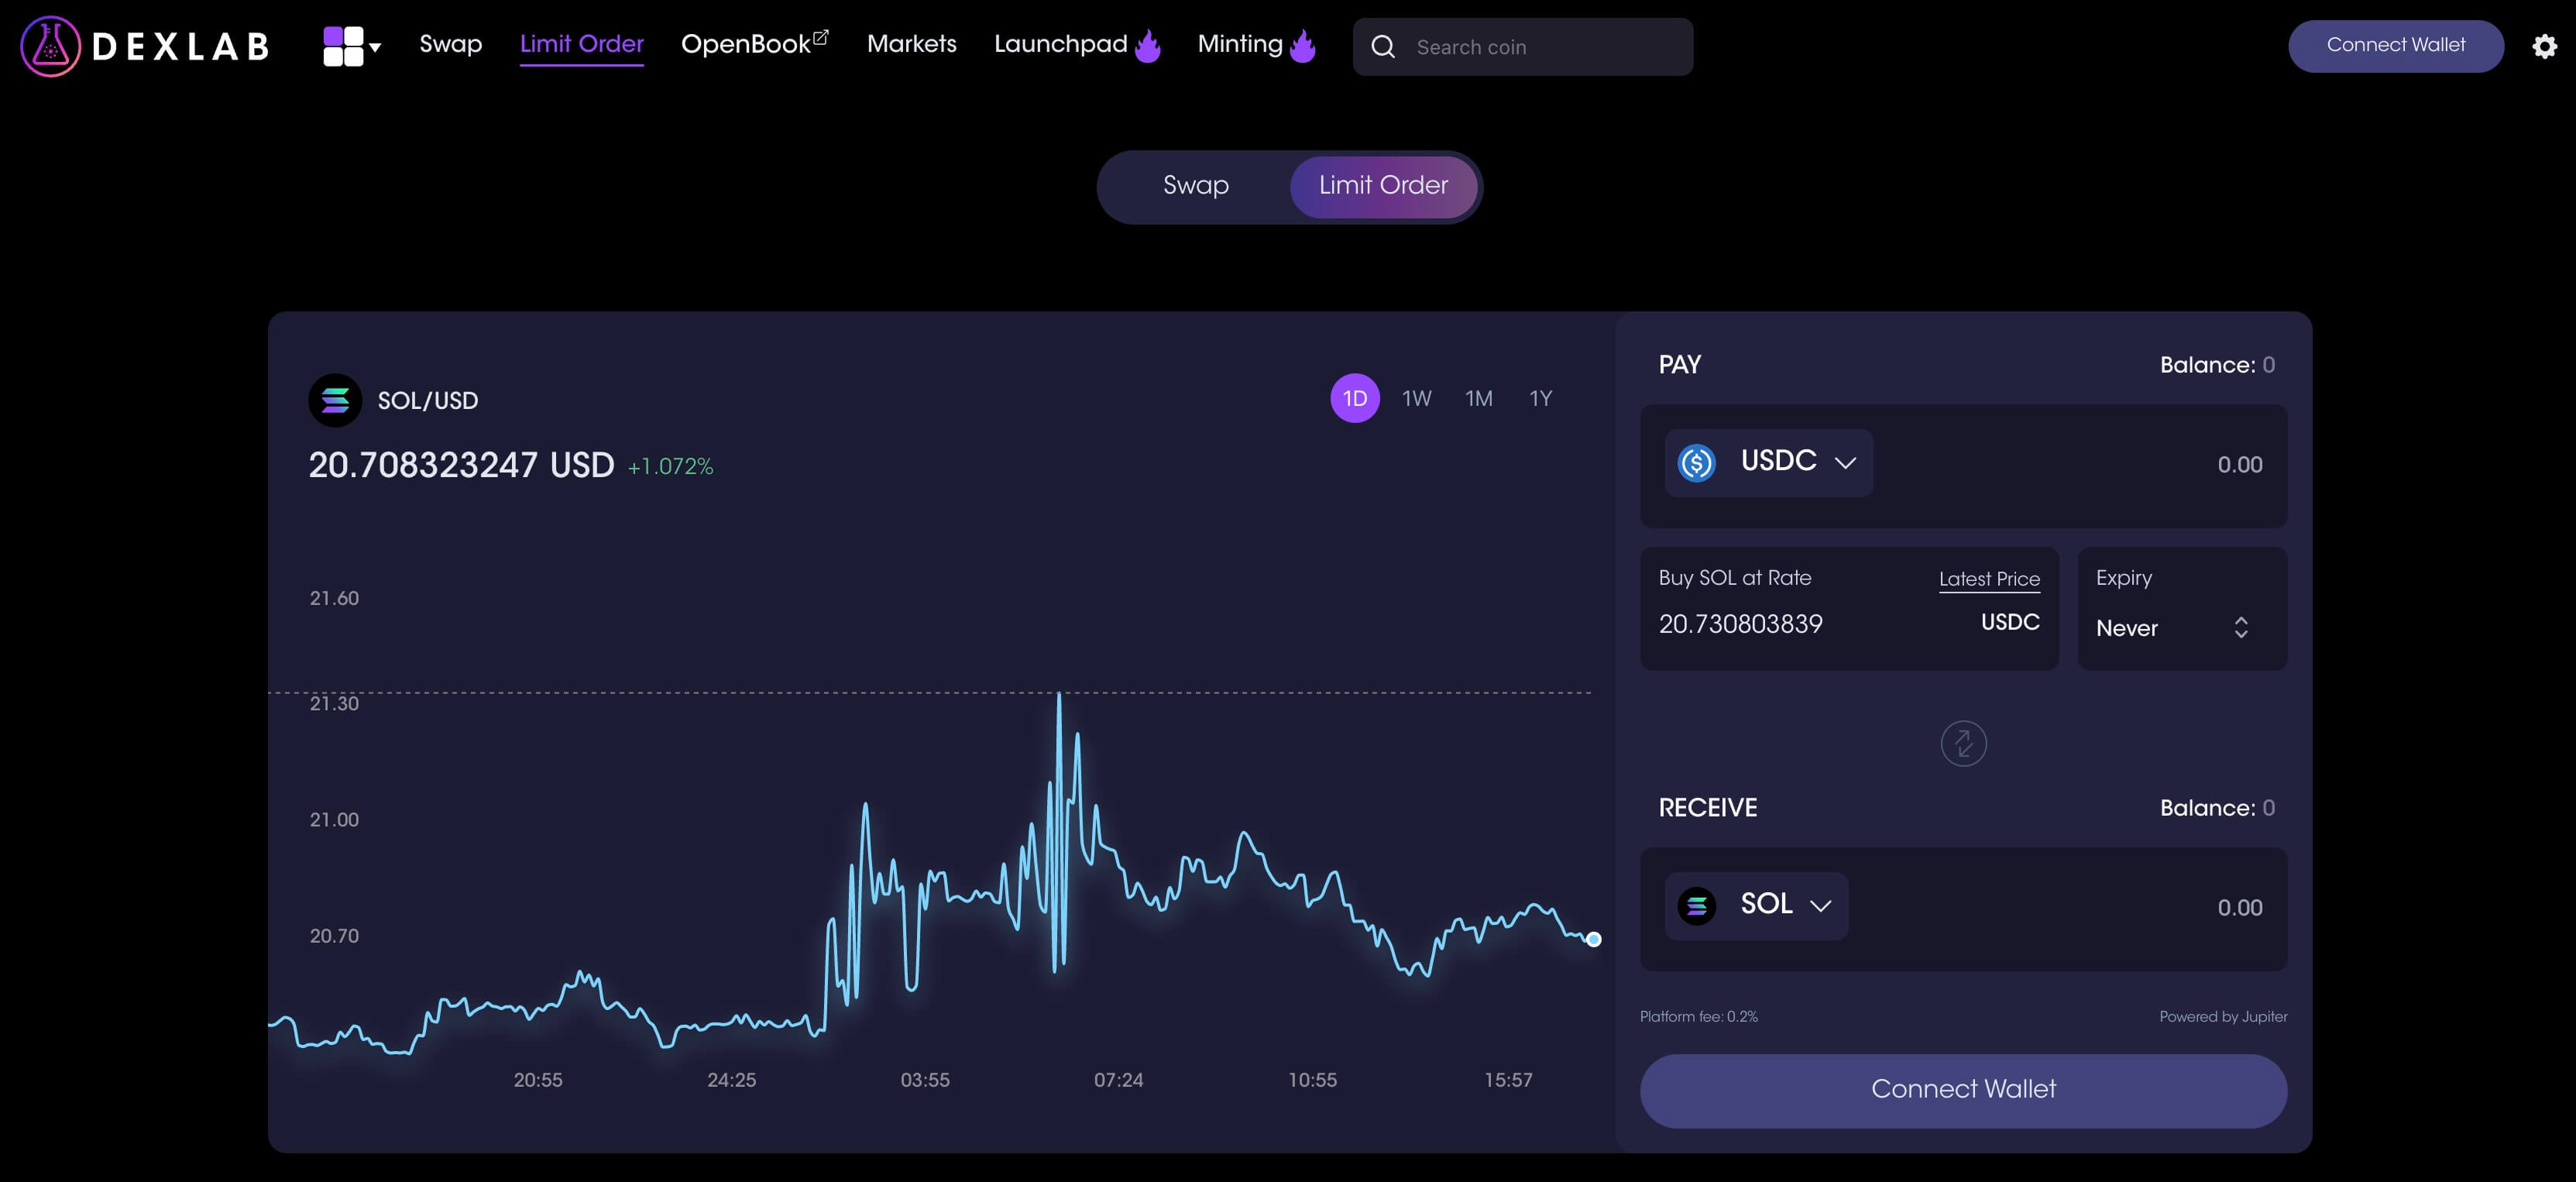 DEXLAB Swap Limit Order OpenBook Markets Launchpad Minting Search coin Connect Wallet
Swap Limit Order
SOL/USD
1D 1W 1M 1Y
20.708323247 USD +1.072%
21.60
21.30
21.00
20.70
20:55 24:25 03:55 07:24 10:55 15:57
PAY Balance: 0
USDC 0.00
Buy SOL at Rate Latest Price
20.730803839 USDC
Expiry
Never
RECEIVE Balance: 0
SOL 0.00
Platform fee: 0.2% Powered by Jupiter
Connect Wallet